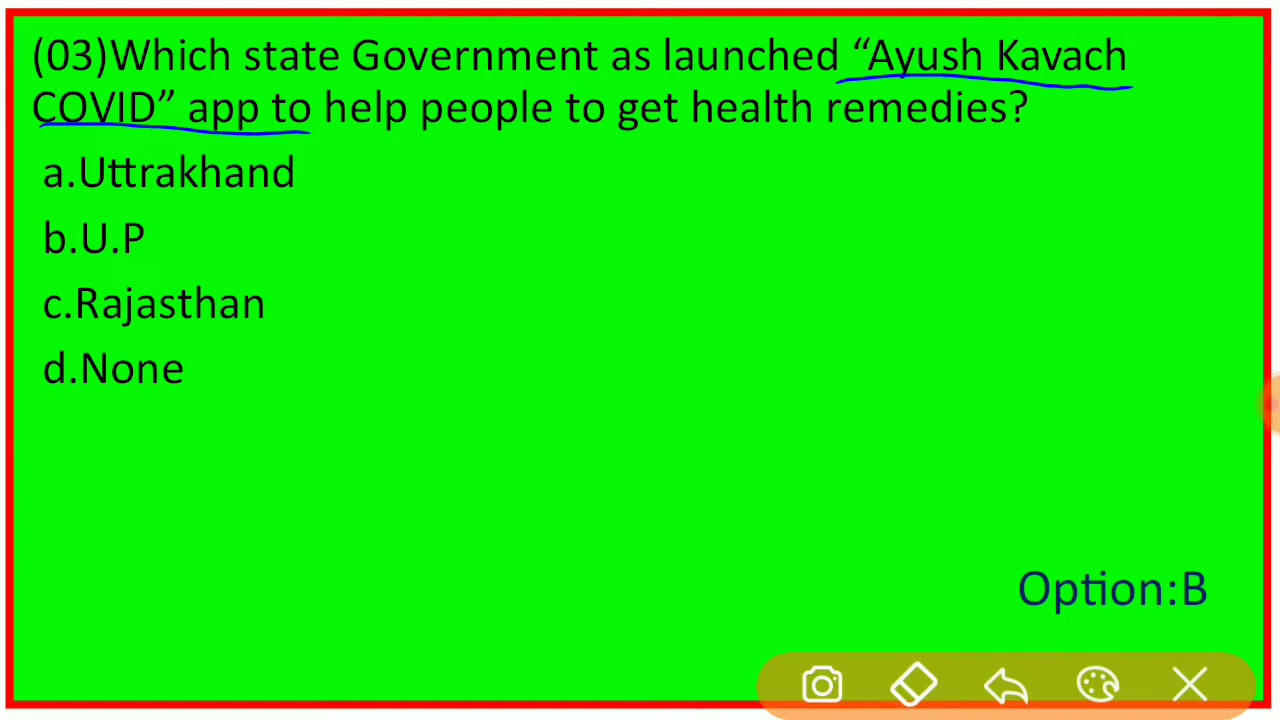 (03)Which state Government as launched “Ayush Kavach
COVID” app to help people to get health remedies?
a.Uttrakhand
b.U.P
c.Rajasthan
d.None
Option:B